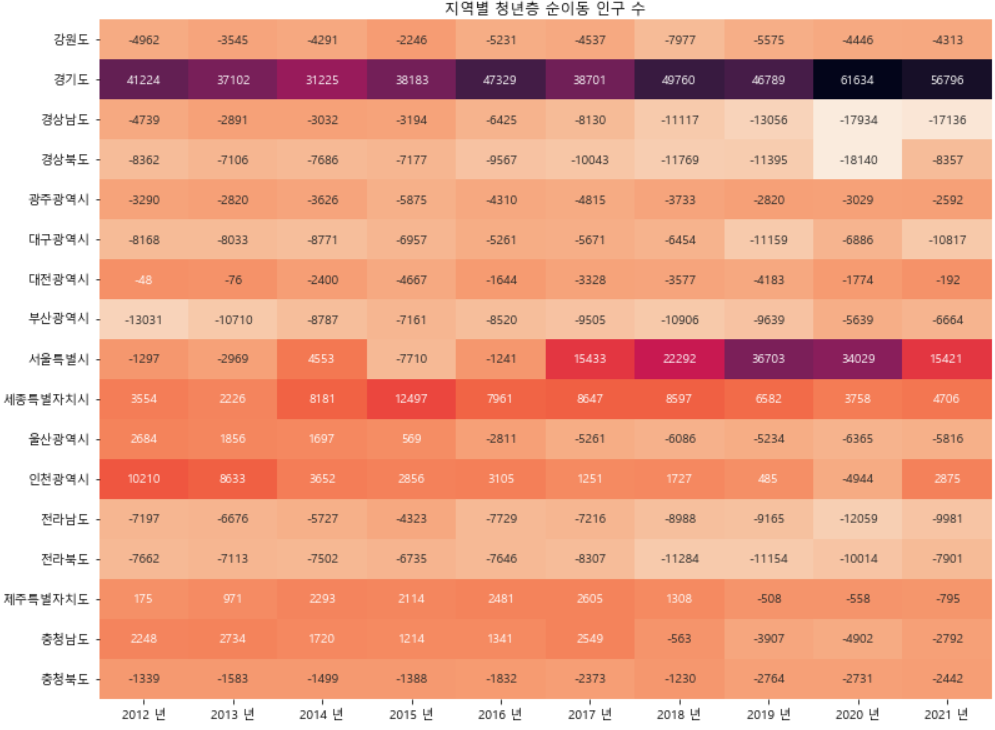 지역별 청년층 순이동 인구 수
강원도 -4962 -3545 -4291 -2246 -5231 -4537 -7977 -5575 -4446 -4313
경기도 41224 37102 31225 38183 47329 38701 49760 46789 61634 56796
경상남도 -4739 -2891 -3032 -3194 -6425 -8130 -11117 -13056 -17934 -17136
경상북도 -8362 -7106 -7686 -7177 -9567 -10043 -11769 -11395 -18140 -8357
광주광역시 -3290 -2820 -3626 -5875 -4310 -4815 -3733 -2820 -3029 -2592
대구광역시 -8168 -8033 -8771 -6957 -5261 -5671 -6454 -11159 -6886 -10817
대전광역시 -48 -76 -2400 -4667 -1644 -3328 -3577 -4183 -1774 -192
부산광역시 -13031 -10710 -8787 -7161 -8520 -9505 -10906 -9639 -5639 -6664
서울특별시 -1297 -2969 4553 -7710 -1241 15433 22292 36703 34029 15421
세종특별자치시 3554 2226 8181 12497 7961 8647 8597 6582 3758 4706
울산광역시 2684 1856 1697 569 -2811 -5261 -6086 -5234 -6365 -5816
인천광역시 10210 8633 3652 2856 3105 1251 1727 485 -4944 2875
전라남도 -7197 -6676 -5727 -4323 -7729 -7216 -8988 -9165 -12059 -9981
전라북도 -7662 -7113 -7502 -6735 -7646 -8307 -11284 -11154 -10014 -7901
제주특별자치도 175 971 2293 2114 2481 2605 1308 -508 -558 -795
충청남도 2248 2734 1720 1214 1341 2549 -563 -3907 -4902 -2792
충청북도 -1339 -1583 -1499 -1388 -1832 -2373 -1230 -2764 -2731 -2442
2012 년 2013 년 2014 년 2015 년 2016 년 2017 년 2018 년 2019 년 2020 년 2021 년